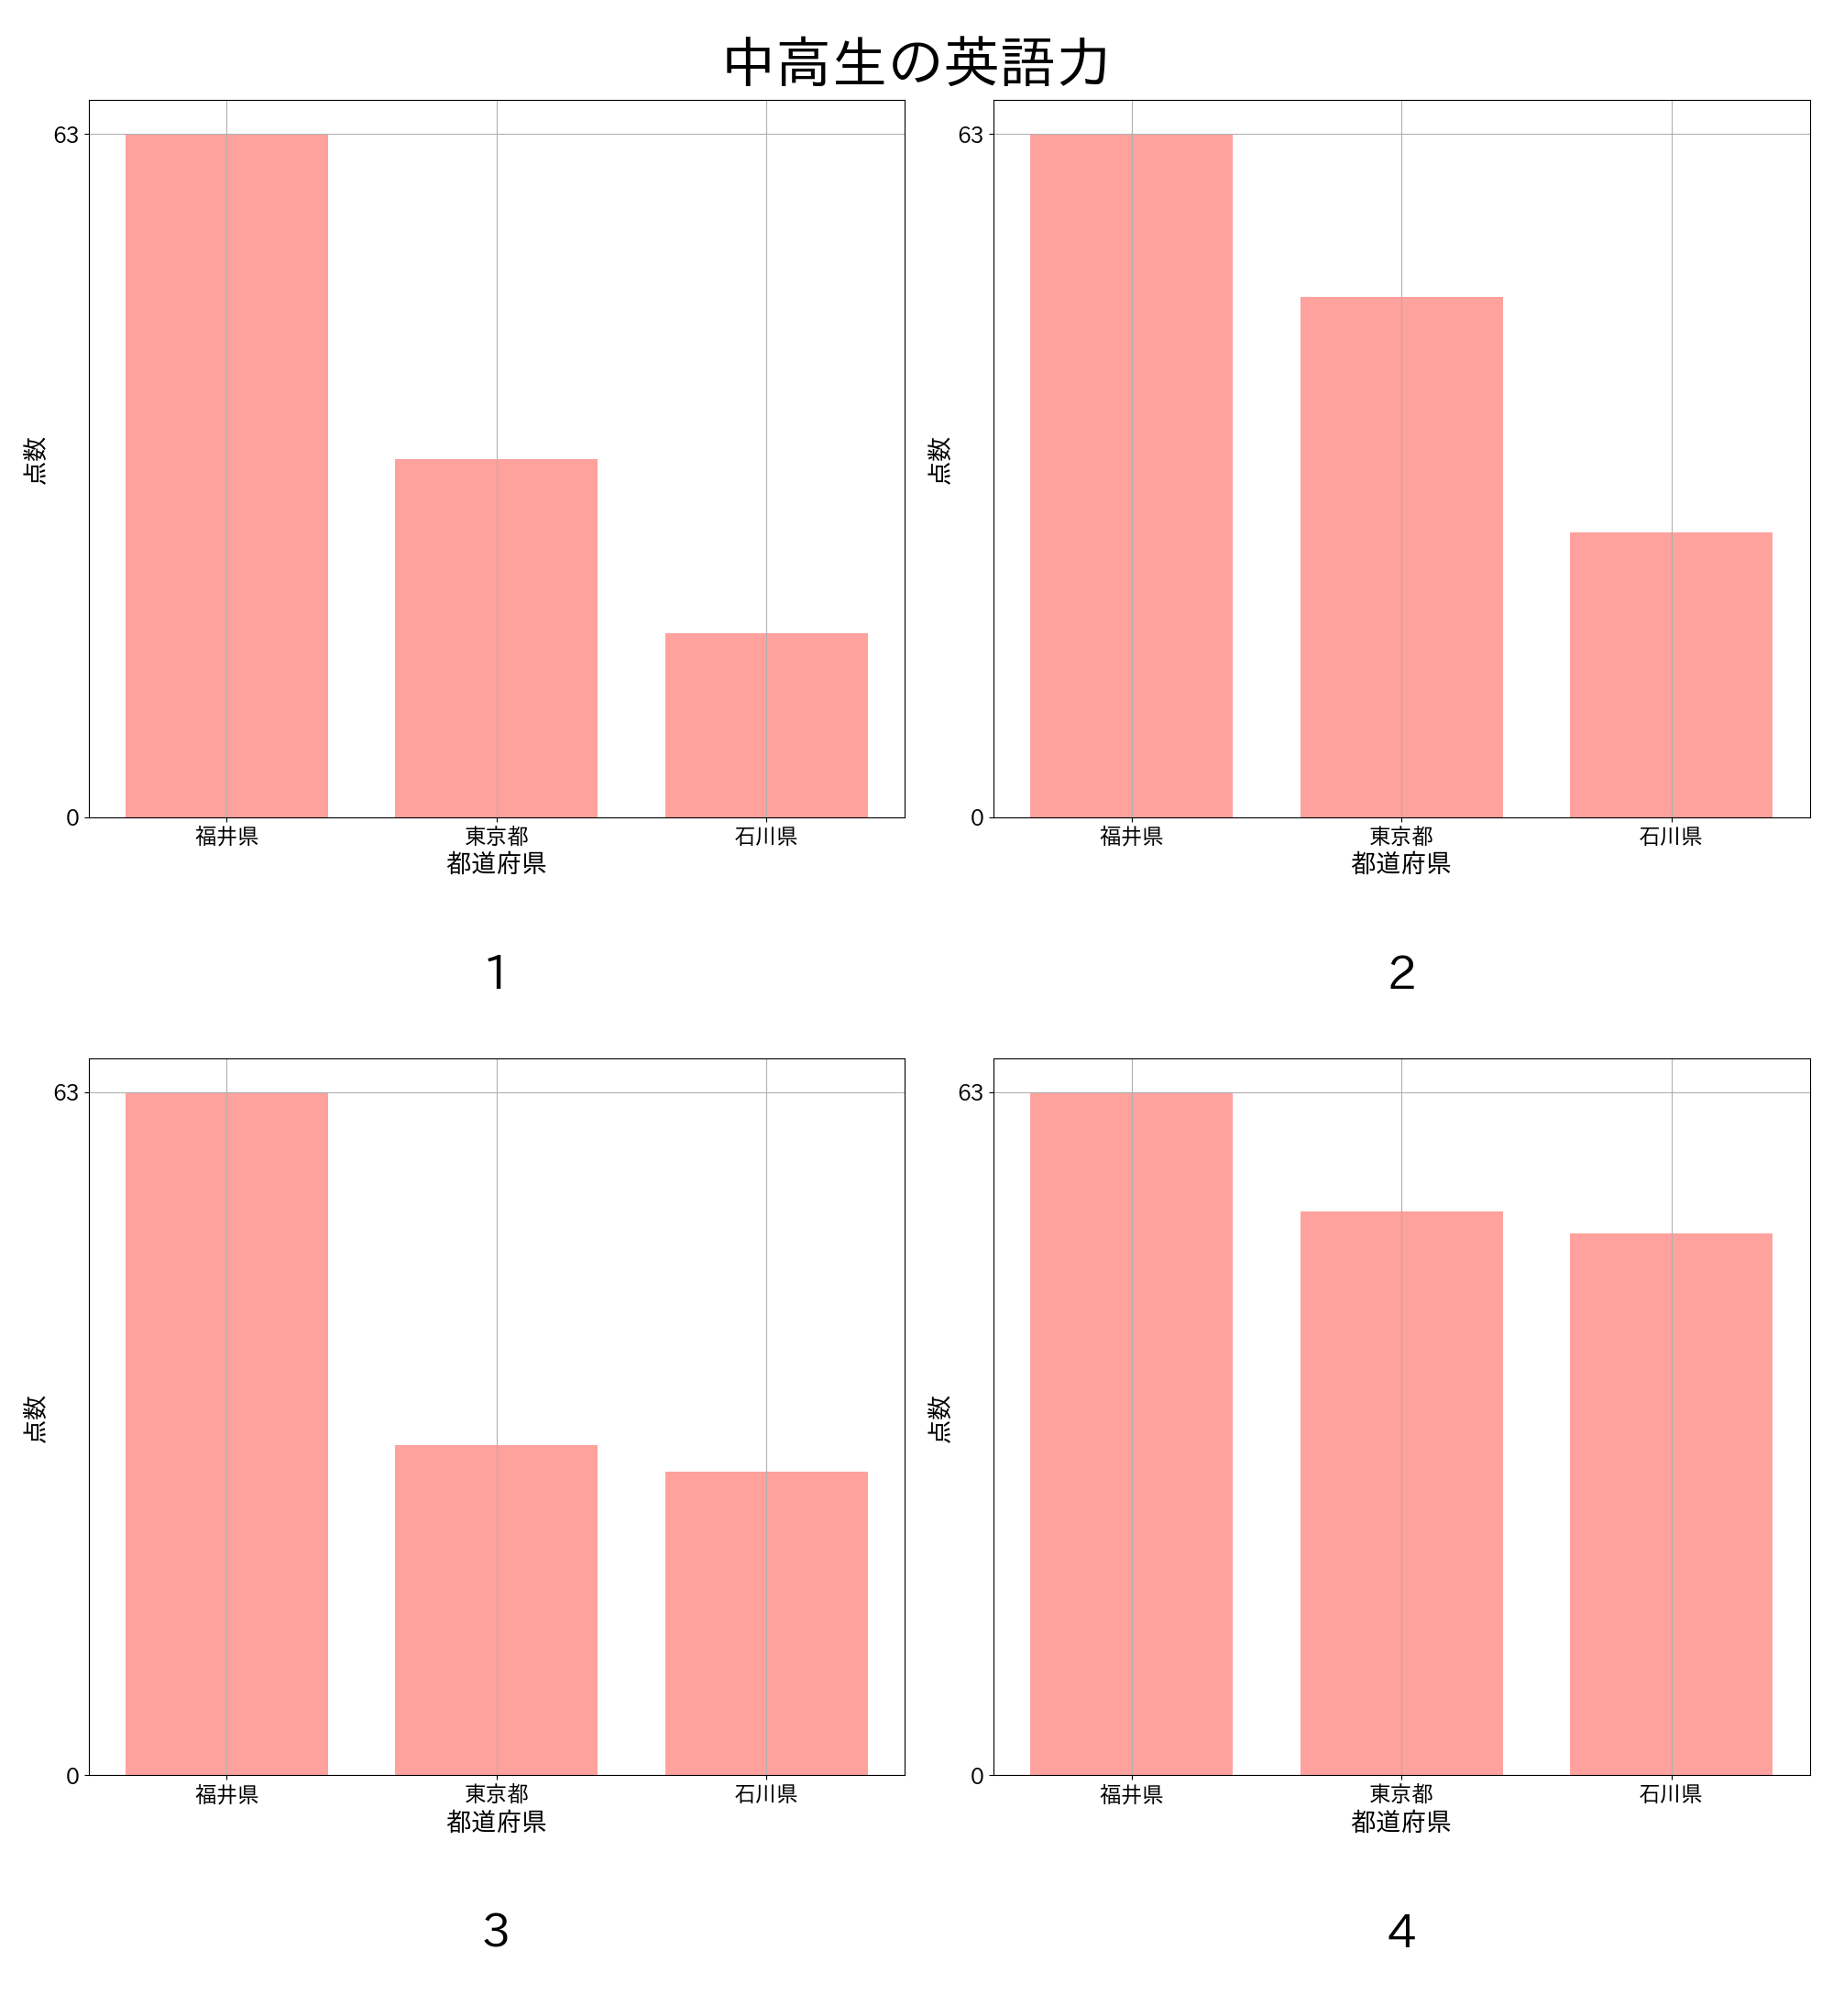 中高生の英語力
63
0
点数
福井県 東京都 石川県
都道府県
1
63
0
点数
福井県 東京都 石川県
都道府県
2
63
0
点数
福井県 東京都 石川県
都道府県
3
63
0
点数
福井県 東京都 石川県
都道府県
4